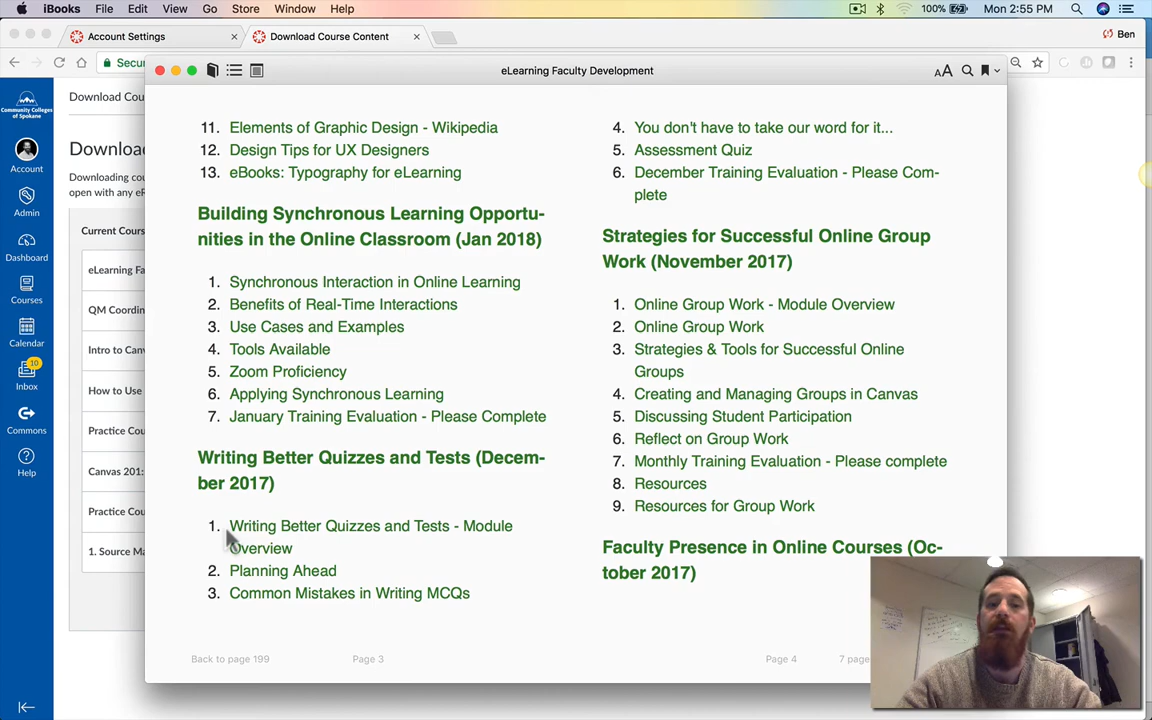 iBooks File Edit View Go Store Window Help
100% Mon 2:55 PM
Account Settings
Download Course Content
Ben
Secu
Community Colleges
of Spokane
Account
Admin
Dashboard
Courses
Calendar
10
Inbox
Commons
Help
Download Cou
Downloa
Downloading cou
open with any eR
Current Cours
eLearning Fa
QM Coordin
Intro to Canv
How to Use
Practice Cou
Canvas 201:
Practice Cou
1. Source Ma
eLearning Faculty Development
AA
11. Elements of Graphic Design - Wikipedia
12. Design Tips for UX Designers
13. eBooks: Typography for eLearning
Building Synchronous Learning Opportu-
nities in the Online Classroom (Jan 2018)
1. Synchronous Interaction in Online Learning
2. Benefits of Real-Time Interactions
3. Use Cases and Examples
4. Tools Available
5. Zoom Proficiency
6. Applying Synchronous Learning
7. January Training Evaluation - Please Complete
Writing Better Quizzes and Tests (Decem-
ber 2017)
1. Writing Better Quizzes and Tests - Module
Overview
2. Planning Ahead
3. Common Mistakes in Writing MCQs
Back to page 199
Page 3
4. You don't have to take our word for it...
5. Assessment Quiz
6. December Training Evaluation - Please Com-
plete
Strategies for Successful Online Group
Work (November 2017)
1. Online Group Work - Module Overview
2. Online Group Work
3. Strategies & Tools for Successful Online
Groups
4. Creating and Managing Groups in Canvas
5. Discussing Student Participation
6. Reflect on Group Work
7. Monthly Training Evaluation - Please complete
8. Resources
9. Resources for Group Work
Faculty Presence in Online Courses (Oc-
tober 2017)
Page 4
7 page